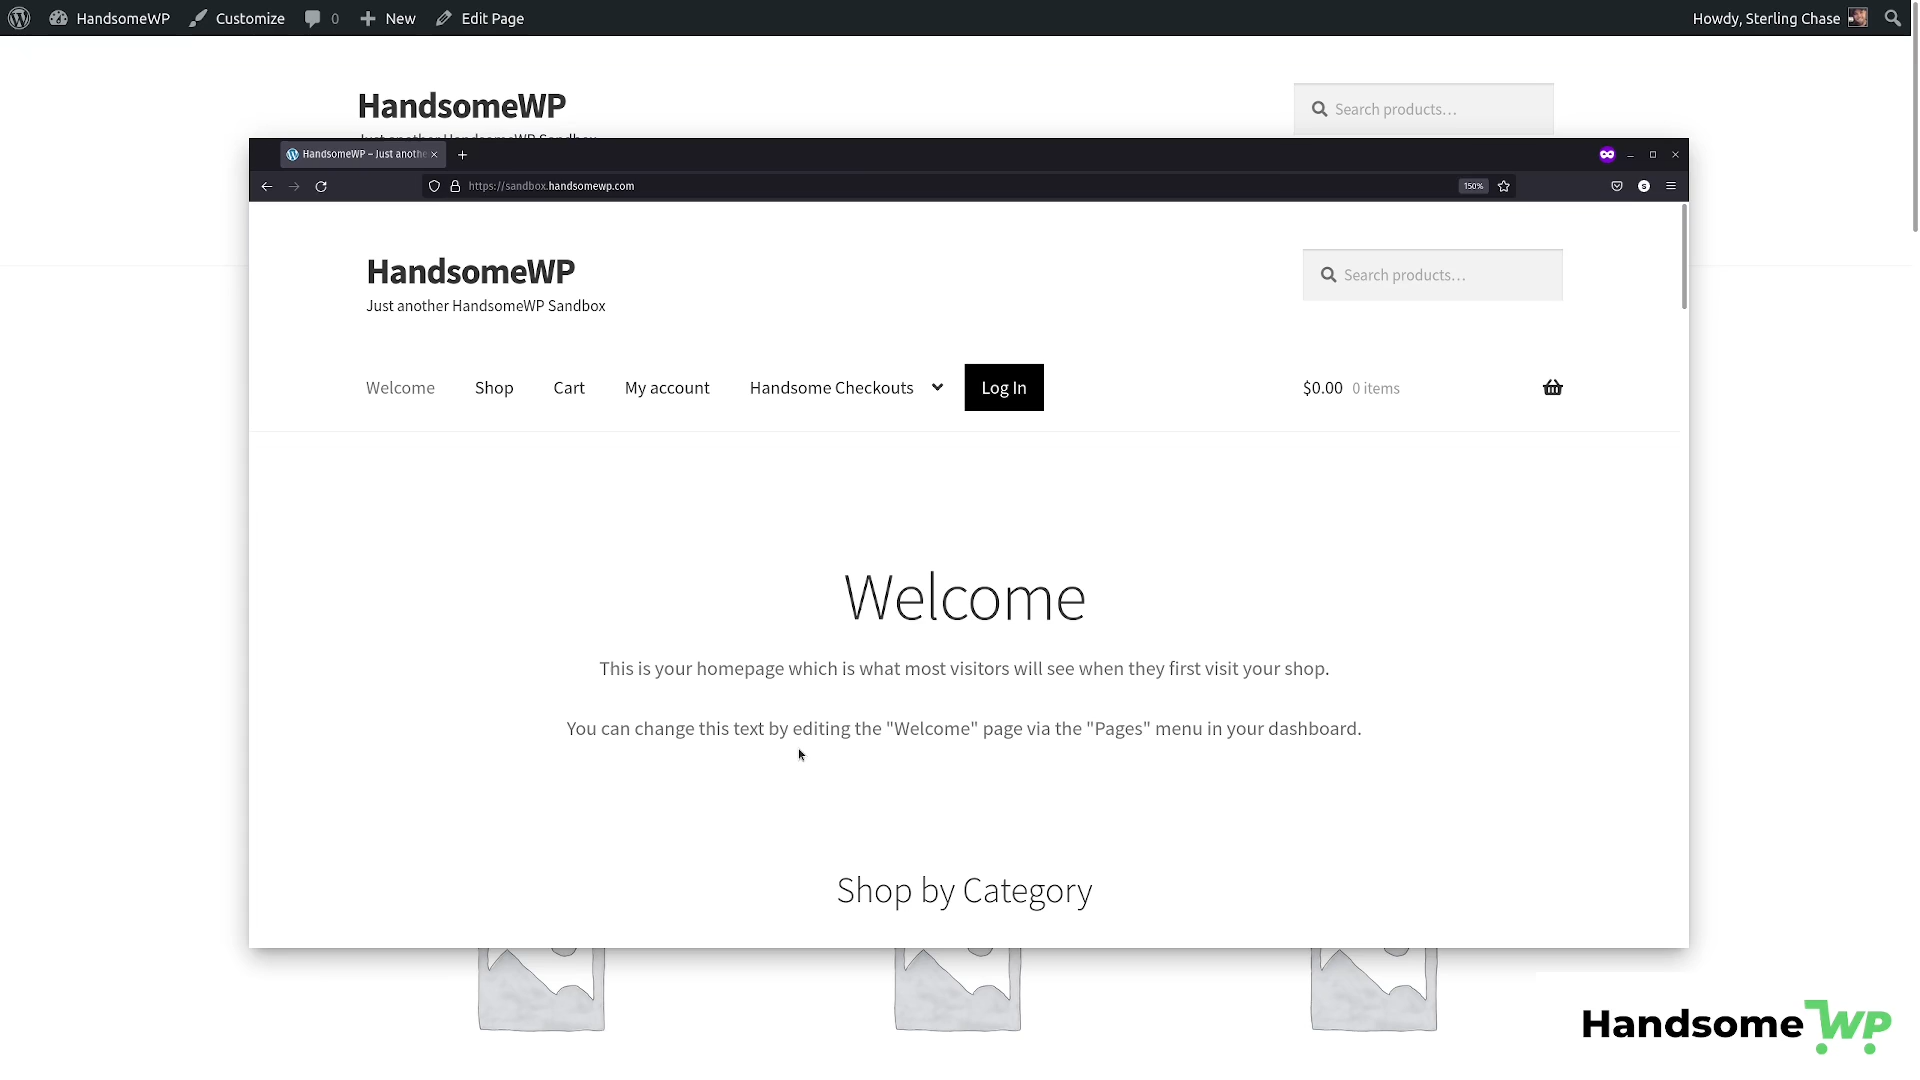 HandsomeWP
Customize
0
New
Edit Page
Howdy, Sterling Chase
HandsomeWP
Search products…
Just another HandsomeWP Sandbox
HandsomeWP – Just anothe
https://sandbox.handsomewp.com
150%
S
HandsomeWP
Search products…
Just another HandsomeWP Sandbox
Welcome
Shop
Cart
My account
Handsome Checkouts
Log In
$0.00 0 items
Welcome
This is your homepage which is what most visitors will see when they first visit your shop.
You can change this text by editing the "Welcome" page via the "Pages" menu in your dashboard.
Shop by Category
HandsomeWP